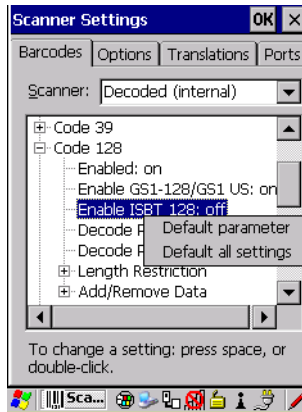 Scanner Settings OK
Barcodes Options Translations Ports
Scanner: Decoded (internal)
Code 39
Code 128
Enabled: on
Enable GS1-128/GS1 US: on
Enable ISBT 128: off
Decode P Default parameter
Decode P Default all settings
Length Restriction
Add/Remove Data
To change a setting: press space, or
double-click.
Sca...